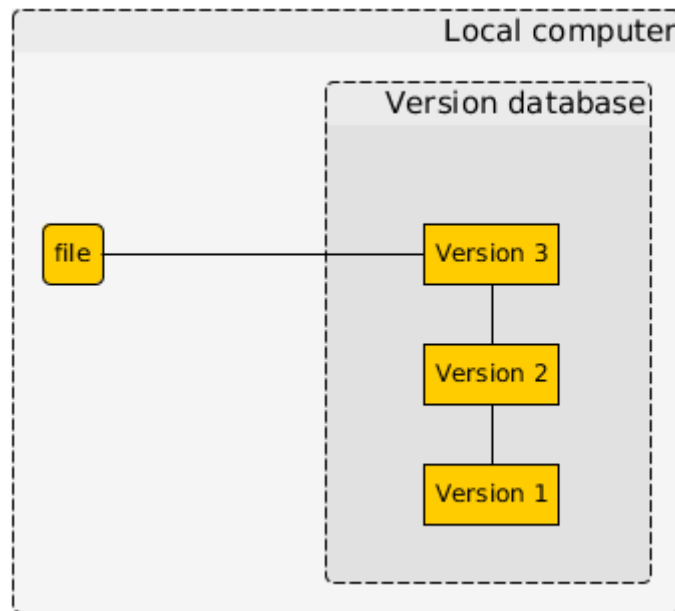 Local computer
Version database
file
Version 3
Version 2
Version 1